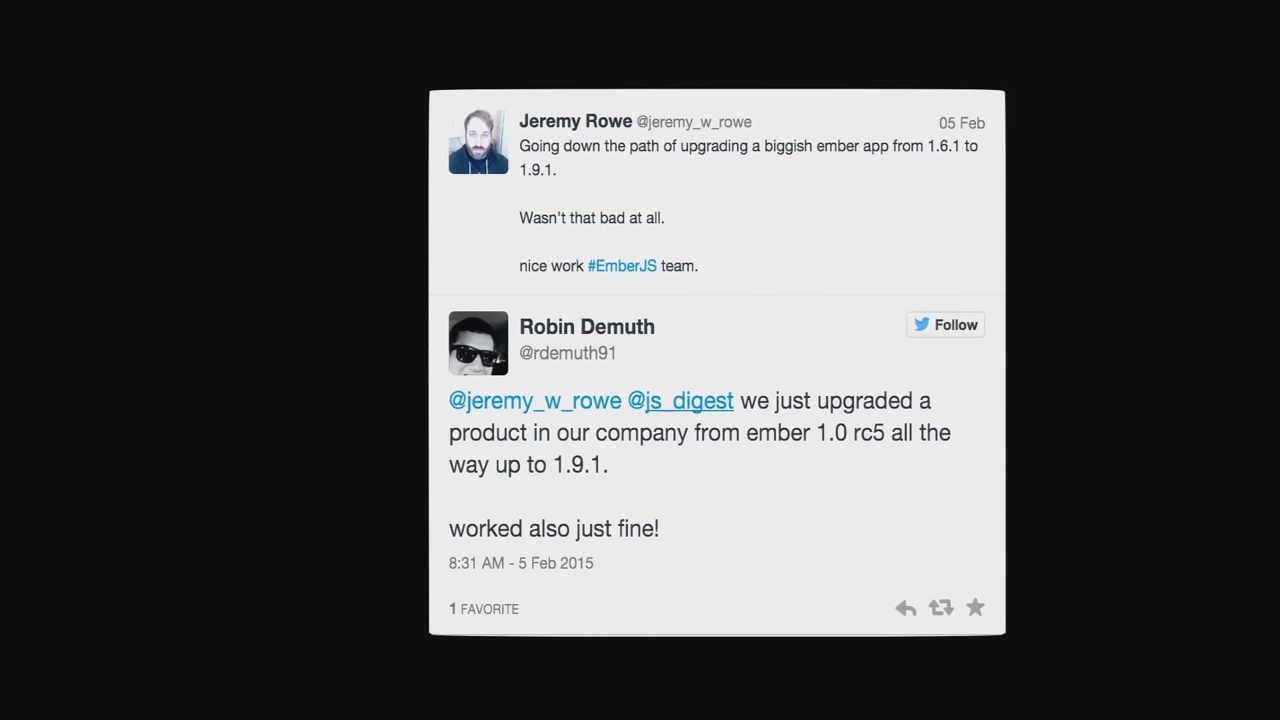 Jeremy Rowe @jeremy_w_rowe 05 Feb
Going down the path of upgrading a biggish ember app from 1.6.1 to
1.9.1.
Wasn't that bad at all.
nice work #EmberJS team.
Robin Demuth Follow
@rdemuth91
@jeremy_w_rowe @js_digest we just upgraded a
product in our company from ember 1.0 rc5 all the
way up to 1.9.1.
worked also just fine!
8:31 AM - 5 Feb 2015
1 FAVORITE